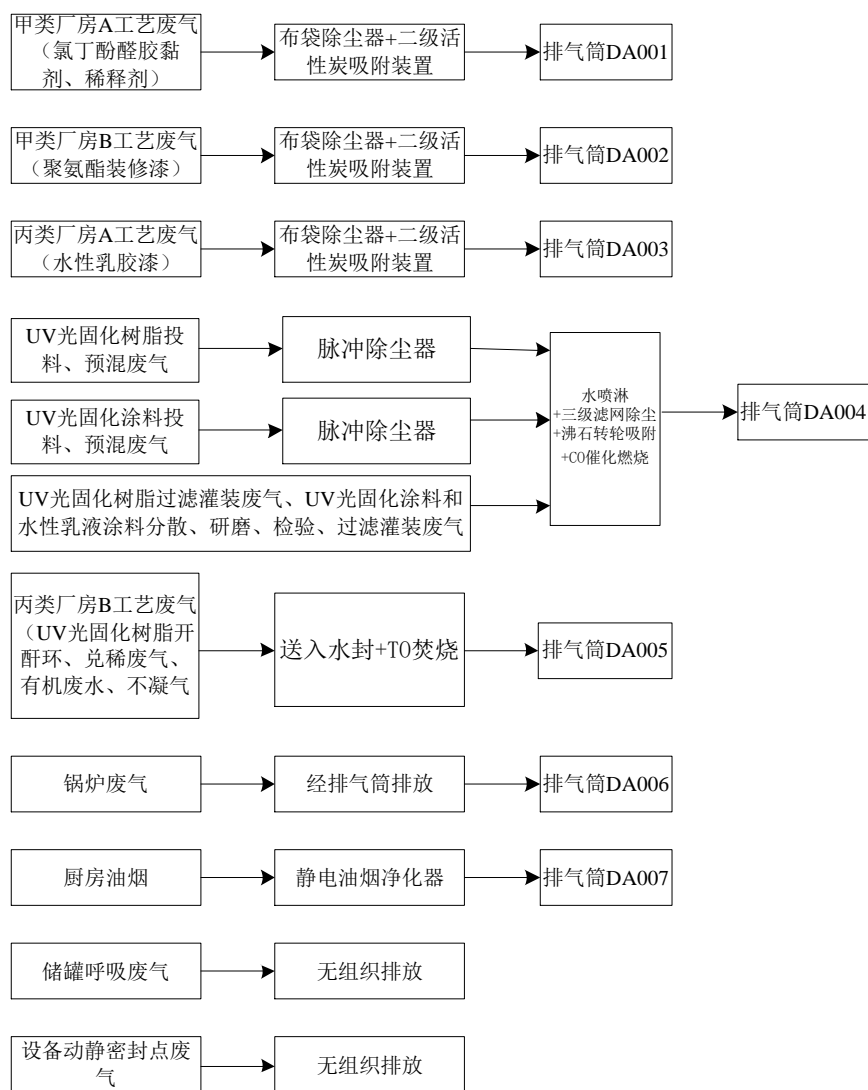 甲类厂房A工艺废气
（氯丁酚醛胶黏
剂、稀释剂）
布袋除尘器+二级活
性炭吸附装置
排气筒DA001
甲类厂房B工艺废气
（聚氨酯装修漆）
布袋除尘器+二级活
性炭吸附装置
排气筒DA002
丙类厂房A工艺废气
（水性乳胶漆）
布袋除尘器+二级活
性炭吸附装置
排气筒DA003
UV光固化树脂投
料、预混废气
脉冲除尘器
UV光固化涂料投
料、预混废气
脉冲除尘器
UV光固化树脂过滤灌装废气、UV光固化涂料和
水性乳液涂料分散、研磨、检验、过滤灌装废气
水喷淋
+三级滤网除尘
+沸石转轮吸附
+CO催化燃烧
排气筒DA004
丙类厂房B工艺废气
（UV光固化树脂开
酐环、兑稀废气、
有机废水、不凝气
送入水封+TO焚烧
排气筒DA005
锅炉废气
经排气筒排放
排气筒DA006
厨房油烟
静电油烟净化器
排气筒DA007
储罐呼吸废气
无组织排放
设备动静密封点废
气
无组织排放